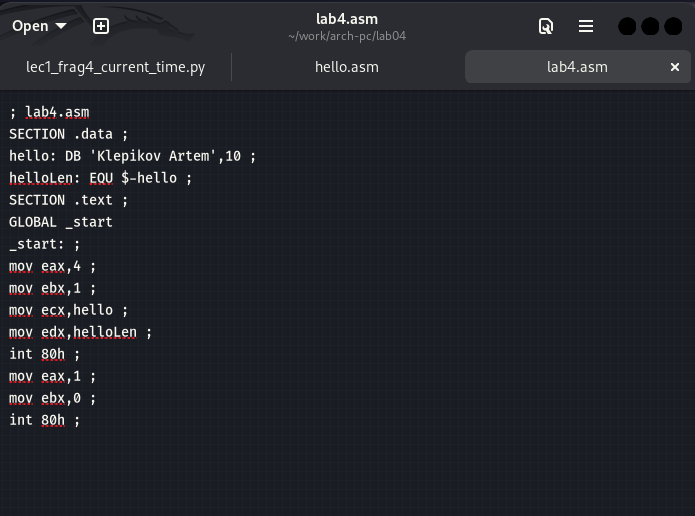 Open
lab4.asm
~/work/arch-pc/lab04
lec1_frag4_current_time.py
hello.asm
lab4.asm
; lab4.asm
SECTION .data ;
hello: DB 'Klepikov Artem',10 ;
helloLen: EQU $-hello ;
SECTION .text ;
GLOBAL _start
_start: ;
mov eax,4 ;
mov ebx,1 ;
mov ecx,hello ;
mov edx,helloLen ;
int 80h ;
mov eax,1 ;
mov ebx,0 ;
int 80h ;